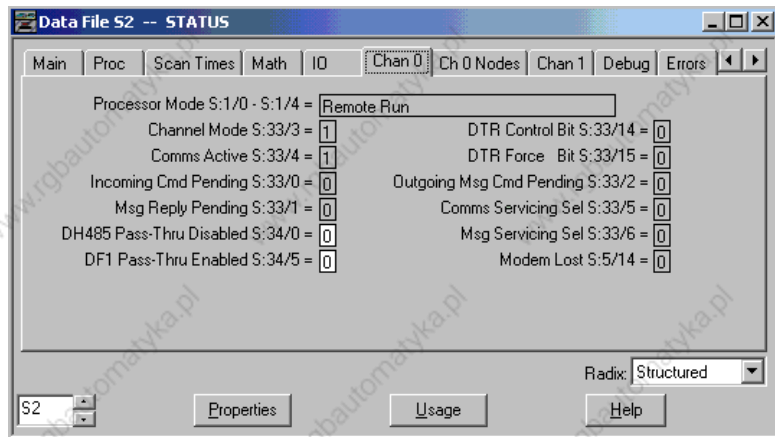 Data File S2 -- STATUS
Main Proc Scan Times Math IO Chan 0 Ch 0 Nodes Chan 1 Debug Errors
Processor Mode S:1/0 - S:1/4 = Remote Run
Channel Mode S:33/3 = 1 DTR Control Bit S:33/14 = 0
Comms Active S:33/4 = 1 DTR Force Bit S:33/15 = 0
Incoming Cmd Pending S:33/0 = 0 Outgoing Msg Cmd Pending S:33/2 = 0
Msg Reply Pending S:33/1 = 0 Comms Servicing Sel S:33/5 = 0
DH485 Pass-Thru Disabled S:34/0 = 0 Msg Servicing Sel S:33/6 = 0
DF1 Pass-Thru Enabled S:34/5 = 0 Modem Lost S:5/14 = 0
Radix: Structured
S2 Properties Usage Help
www.rgbautomatyka.pl